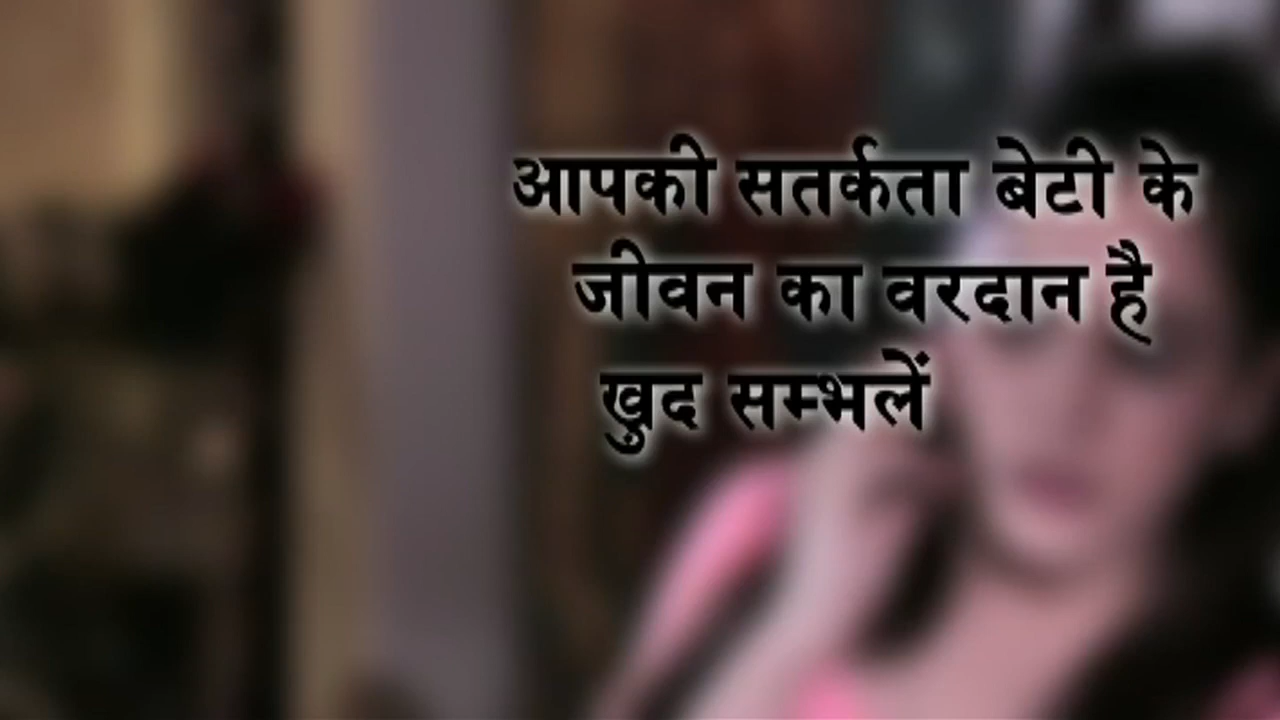 आपकी सतर्कता बेटी के
जीवन का वरदान है
खुद सम्भलें